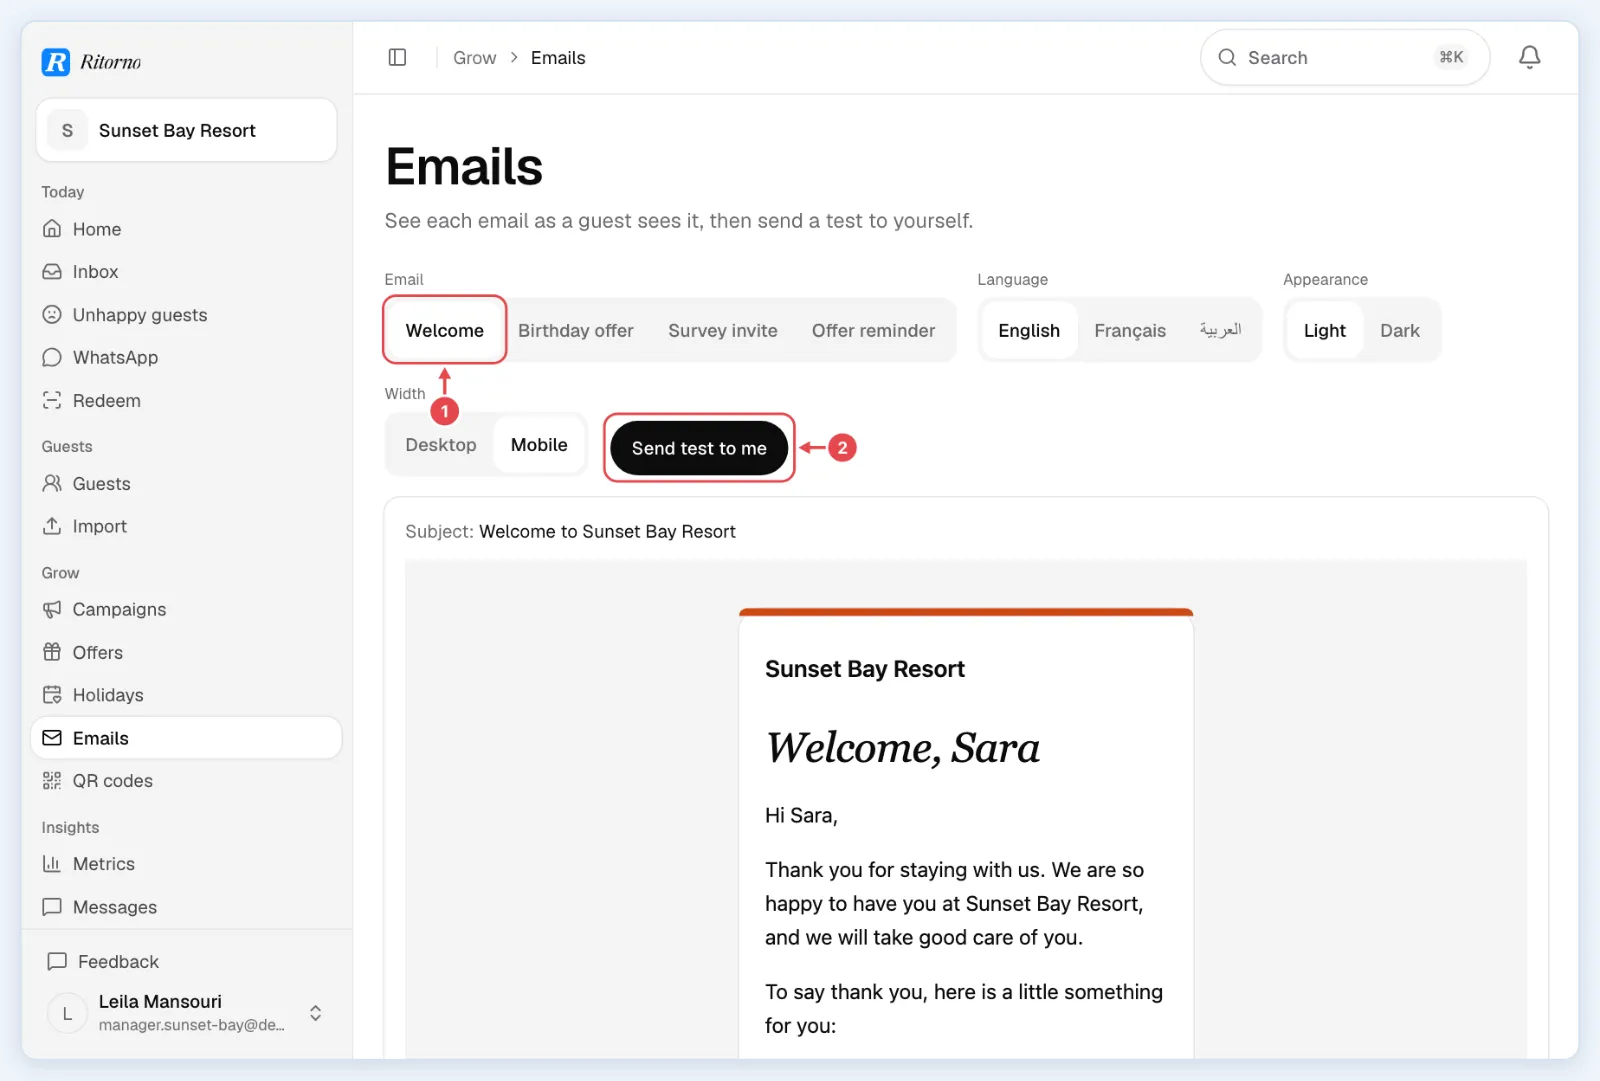 Ritorno
S Sunset Bay Resort
Today
Home
Inbox
Unhappy guests
WhatsApp
Redeem
Guests
Guests
Import
Grow
Campaigns
Offers
Holidays
Emails
QR codes
Insights
Metrics
Messages
Feedback
L Leila Mansouri
manager.sunset-bay@de...
Grow > Emails
Search ⌘K
Emails
See each email as a guest sees it, then send a test to yourself.
Email
Welcome Birthday offer Survey invite Offer reminder
Language
English Français العربية
Appearance
Light Dark
Width
1
Desktop Mobile
Send test to me
2
Subject: Welcome to Sunset Bay Resort
Sunset Bay Resort
Welcome, Sara
Hi Sara,
Thank you for staying with us. We are so
happy to have you at Sunset Bay Resort,
and we will take good care of you.
To say thank you, here is a little something
for you: